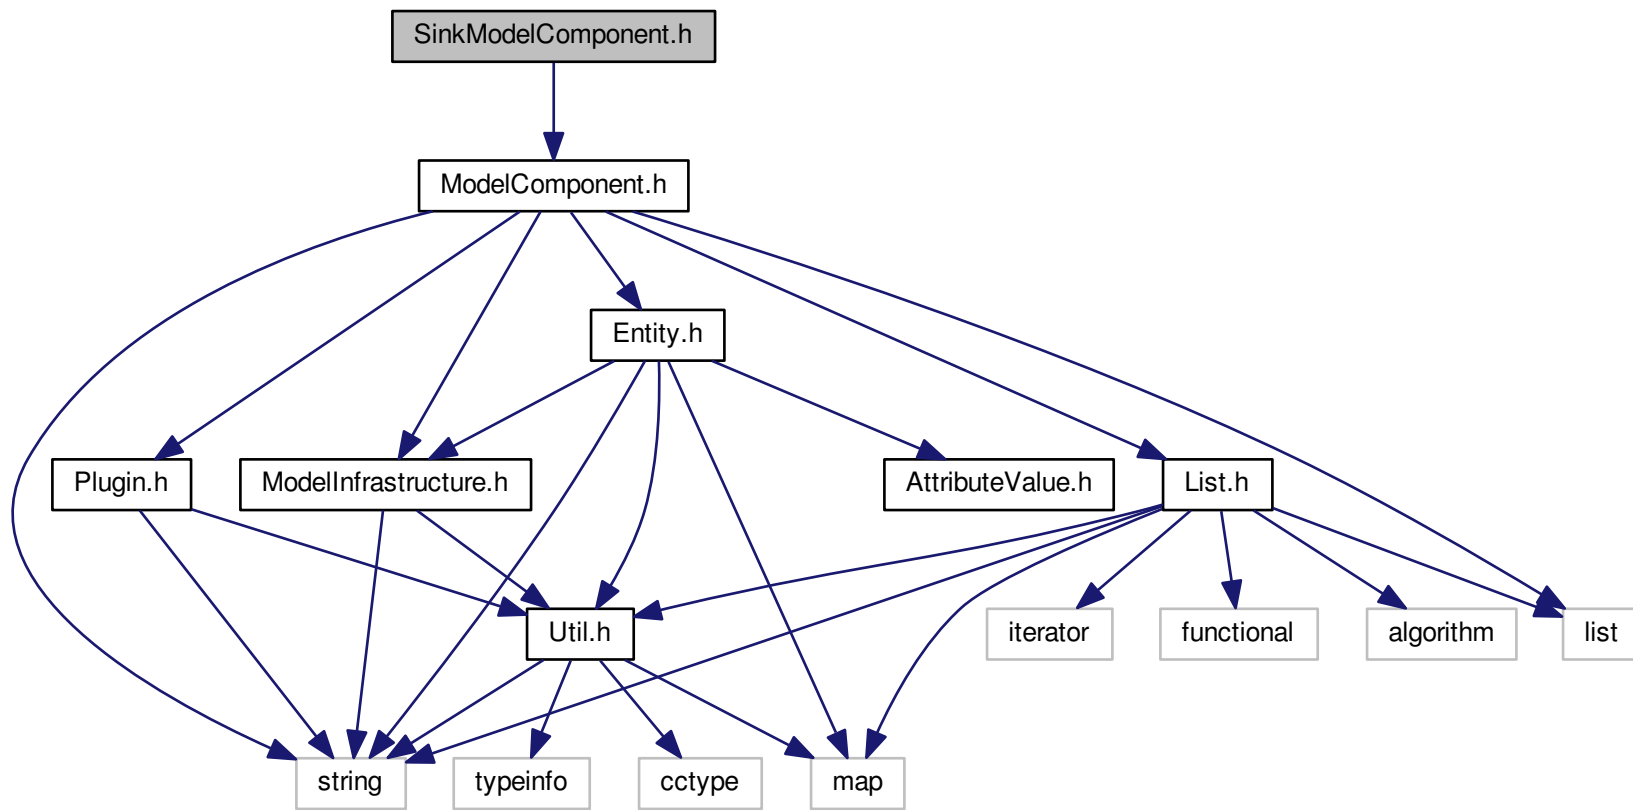 SinkModelComponent.h
ModelComponent.h
Entity.h
Plugin.h
ModelInfrastructure.h
AttributeValue.h
List.h
Util.h
iterator
functional
algorithm
list
string
typeinfo
cctype
map